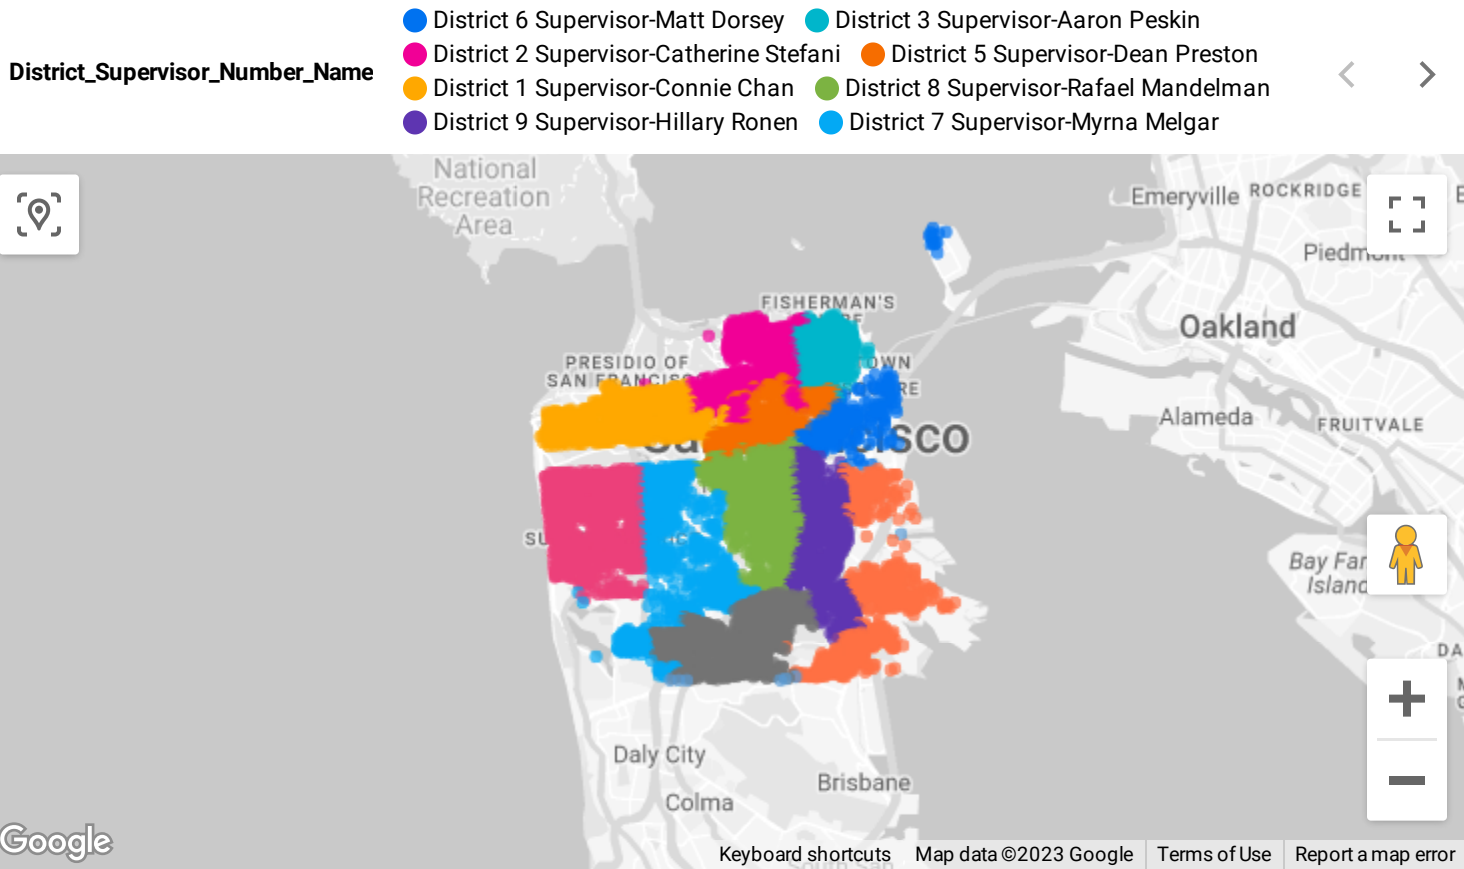 District_Supervisor_Number_Name
District 6 Supervisor-Matt Dorsey
District 3 Supervisor-Aaron Peskin
District 2 Supervisor-Catherine Stefani
District 5 Supervisor-Dean Preston
District 1 Supervisor-Connie Chan
District 8 Supervisor-Rafael Mandelman
District 9 Supervisor-Hillary Ronen
District 7 Supervisor-Myrna Melgar
National
Recreation
Area
Emeryville
ROCKRIDGE
FISHERMAN'S
Oakland
PRESIDIO OF
Alameda
FRUITVALE
Island
Daly City
Brisbane
Colma
Google
Keyboard shortcuts
Map data ©2023 Google
Terms of Use
Report a map error